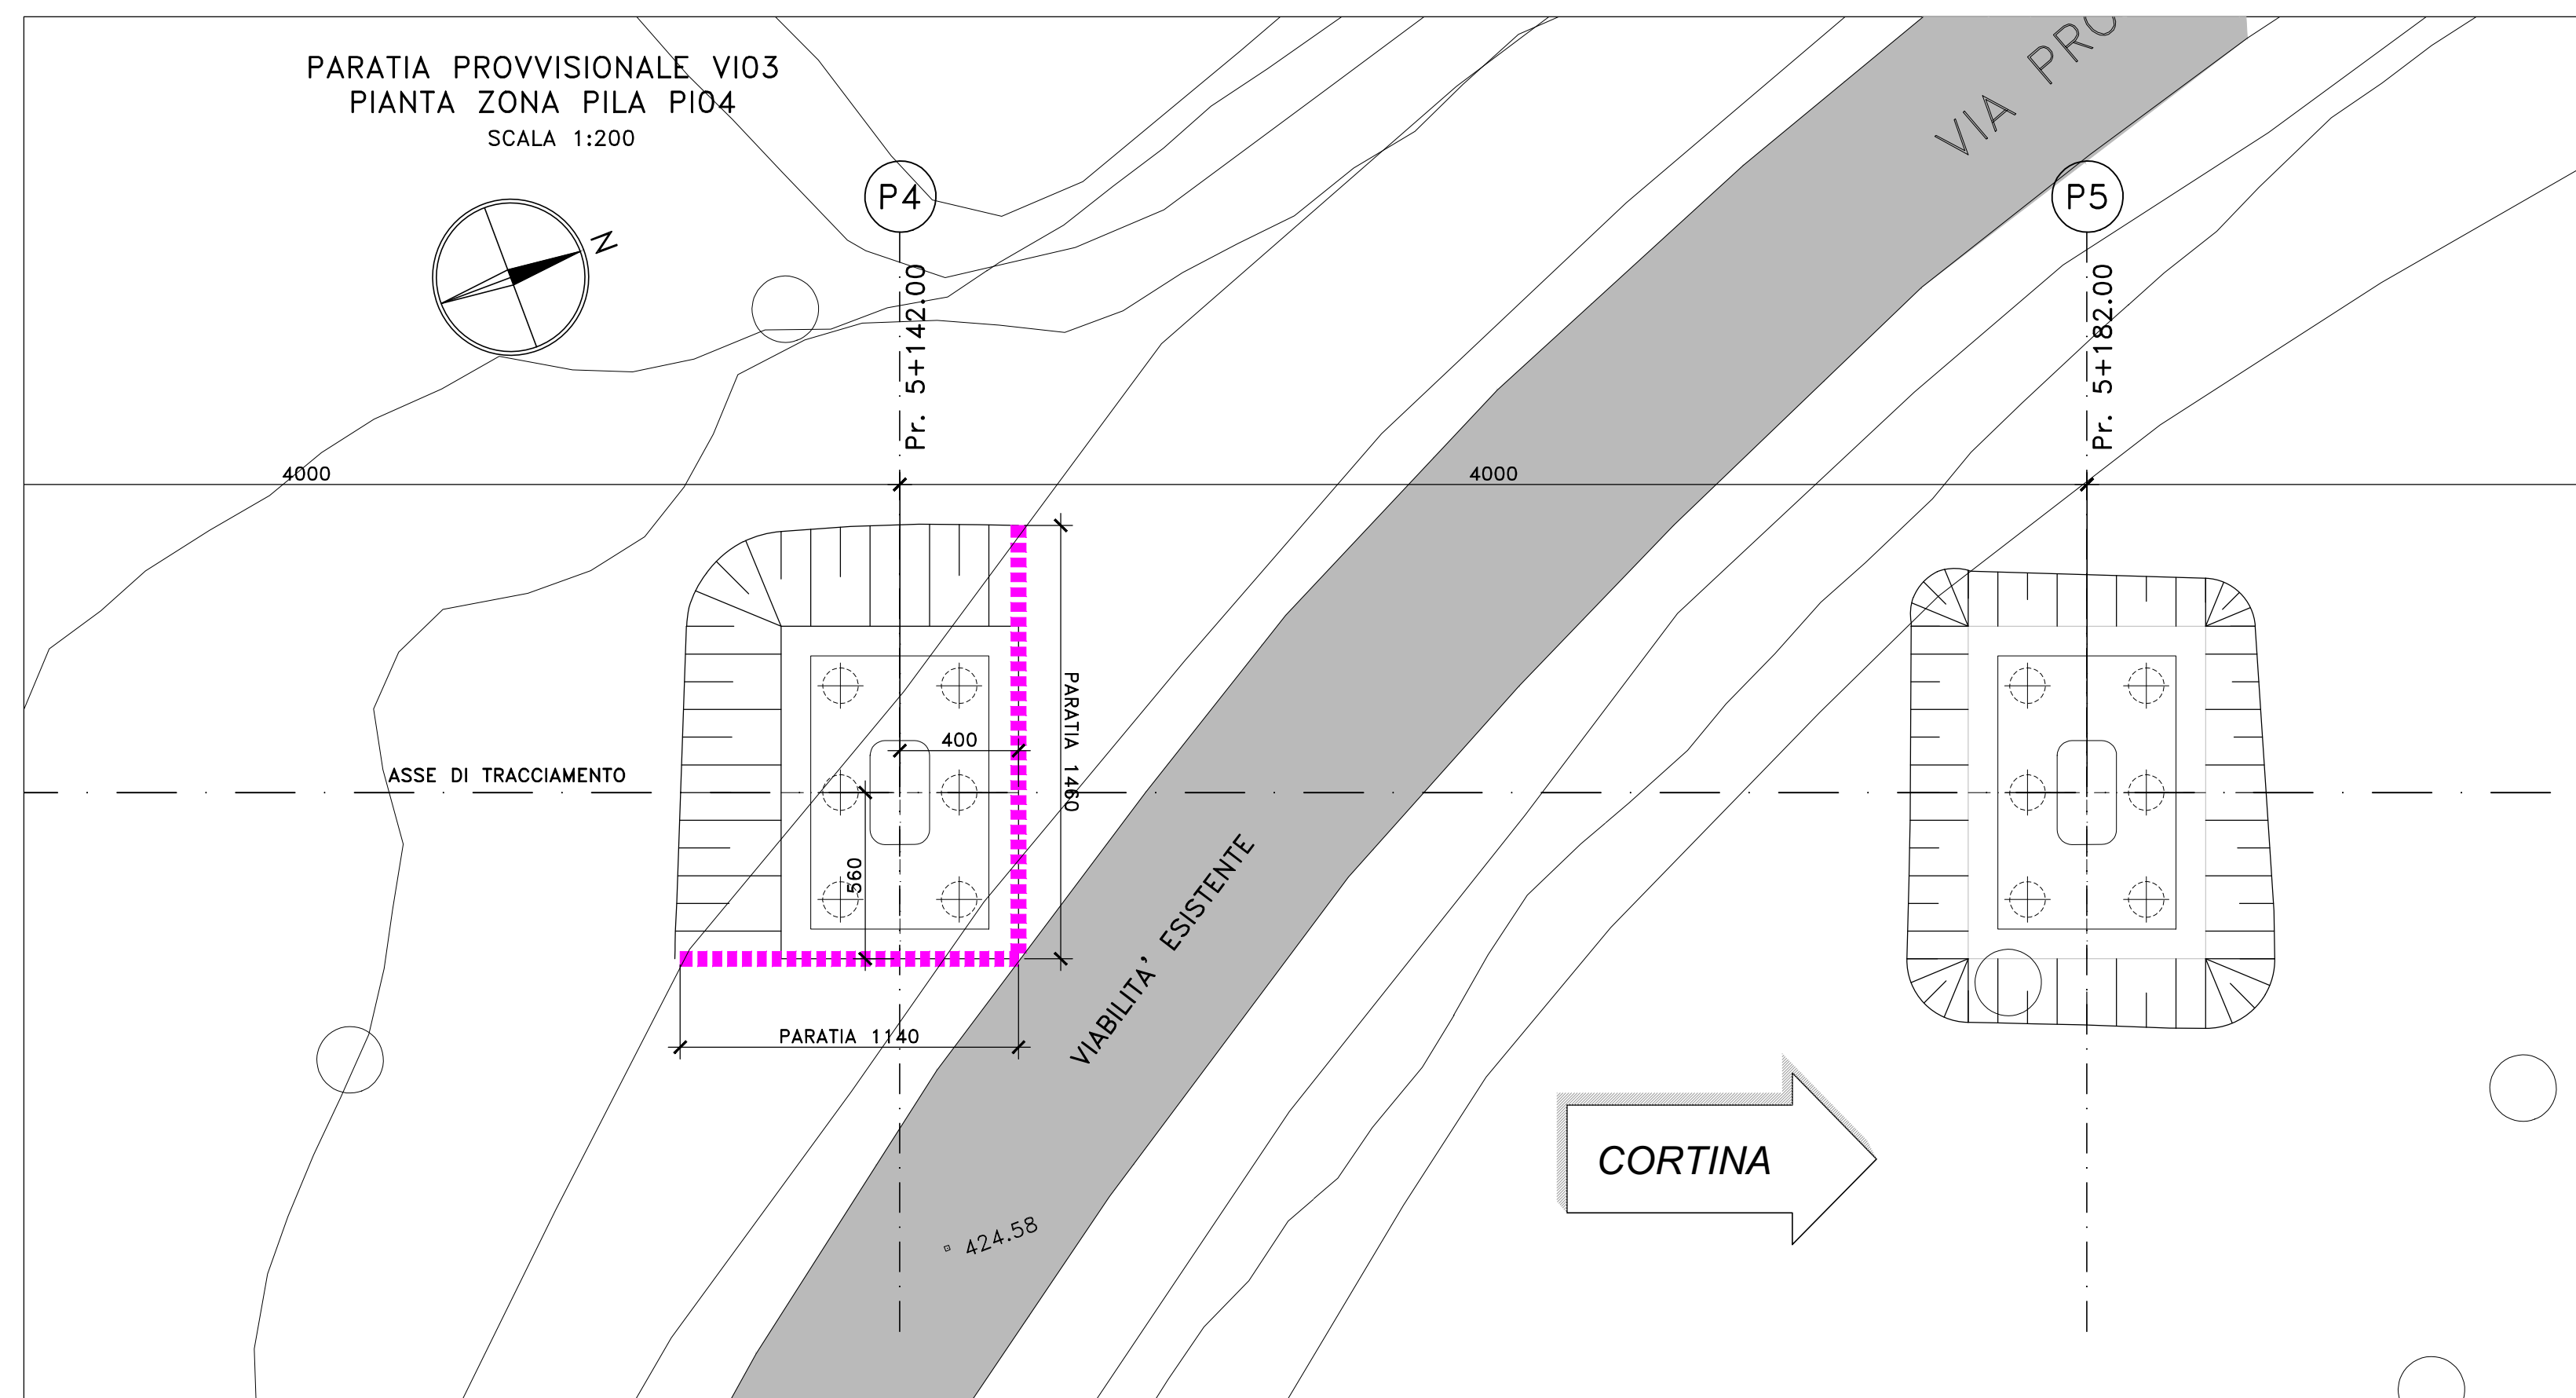 PARATIA PROVVISIONALE VI03
PIANTA ZONA PILA PI04
SCALA 1:200
N
VIA PRO
P4
P5
Pr. 5+142.00
Pr. 5+182.00
4000
4000
400
PARATIA 1460
ASSE DI TRACCIAMENTO
560
VIABILITA' ESISTENTE
PARATIA 1140
CORTINA
424.58